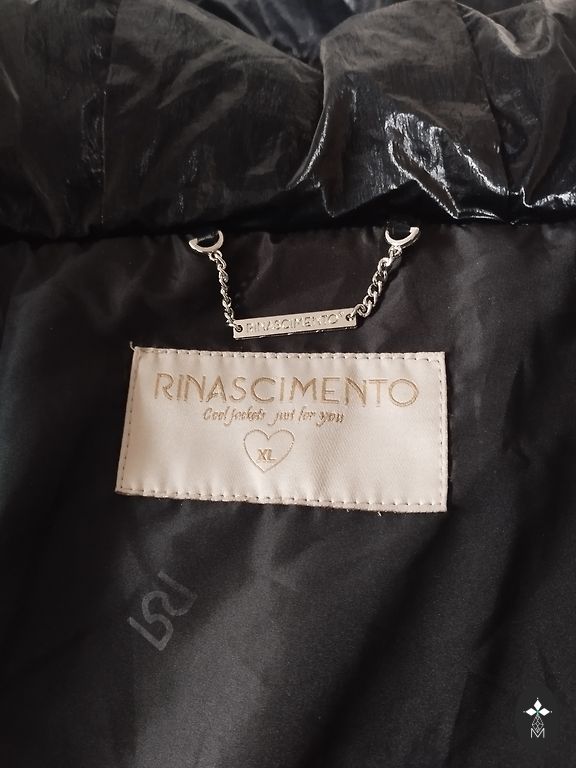 RINASCIMENTO
RINASCIMENTO
Cool Jackets just for you
XL